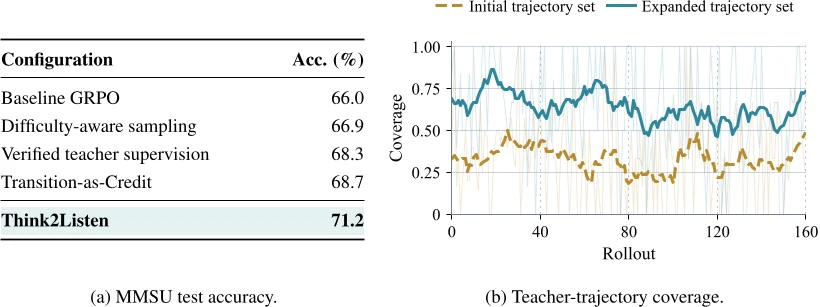 Configuration Acc. (%)
Baseline GRPO 66.0
Difficulty-aware sampling 66.9
Verified teacher supervision 68.3
Transition-as-Credit 68.7
Think2Listen 71.2
(a) MMSU test accuracy.
Initial trajectory set Expanded trajectory set
Coverage
1.00
0.75
0.50
0.25
0
0 40 80 120 160
Rollout
(b) Teacher-trajectory coverage.